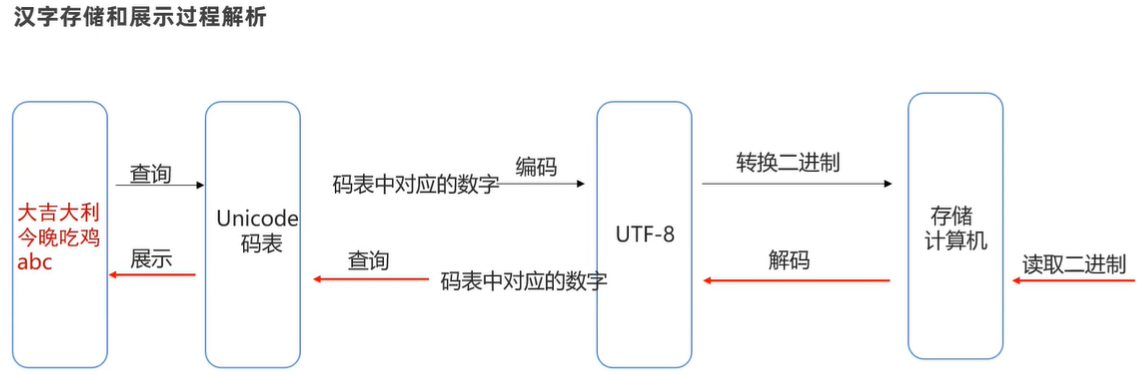 汉字存储和展示过程解析
大吉大利
今晚吃鸡
abc
查询
展示
Unicode
码表
码表中对应的数字
编码
查询
码表中对应的数字
UTF-8
转换二进制
解码
存储
计算机
读取二进制